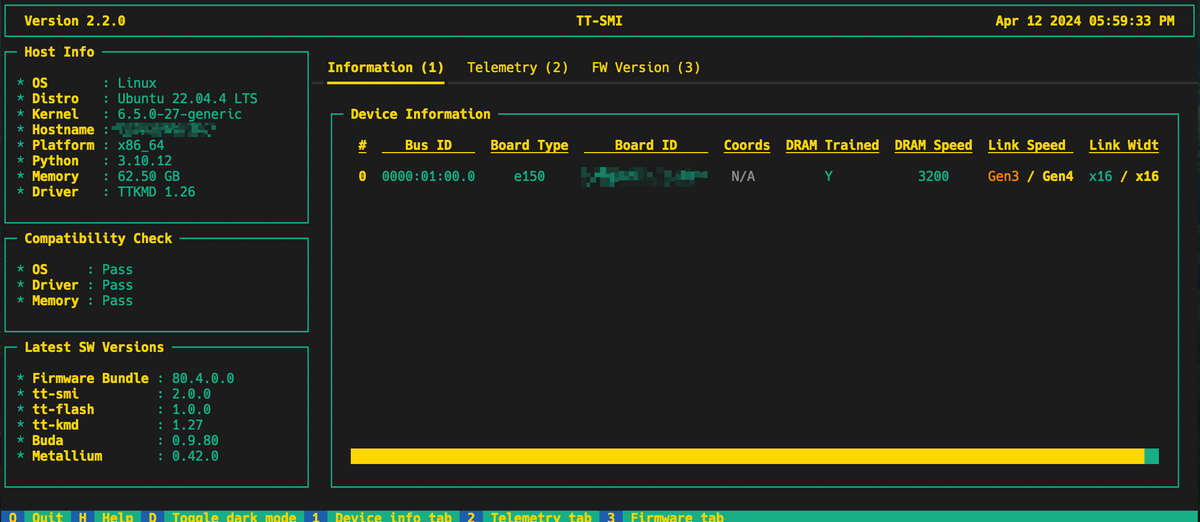 Version 2.2.0 TT-SMI Apr 12 2024 05:59:33 PM
Host Info
* OS : Linux
* Distro : Ubuntu 22.04.4 LTS
* Kernel : 6.5.0-27-generic
* Hostname :
* Platform : x86_64
* Python : 3.10.12
* Memory : 62.50 GB
* Driver : TTKMD 1.26
Compatibility Check
* OS : Pass
* Driver : Pass
* Memory : Pass
Latest SW Versions
* Firmware Bundle : 80.4.0.0
* tt-smi : 2.0.0
* tt-flash : 1.0.0
* tt-kmd : 1.27
* Buda : 0.9.80
* Metallium : 0.42.0
Information (1) Telemetry (2) FW Version (3)
Device Information
# Bus ID Board Type Board ID Coords DRAM Trained DRAM Speed Link Speed Link Widt
0 0000:01:00.0 e150 N/A Y 3200 Gen3 / Gen4 x16 / x16
Q Quit H Help D Toggle dark mode 1 Device info tab 2 Telemetry tab 3 Firmware tab